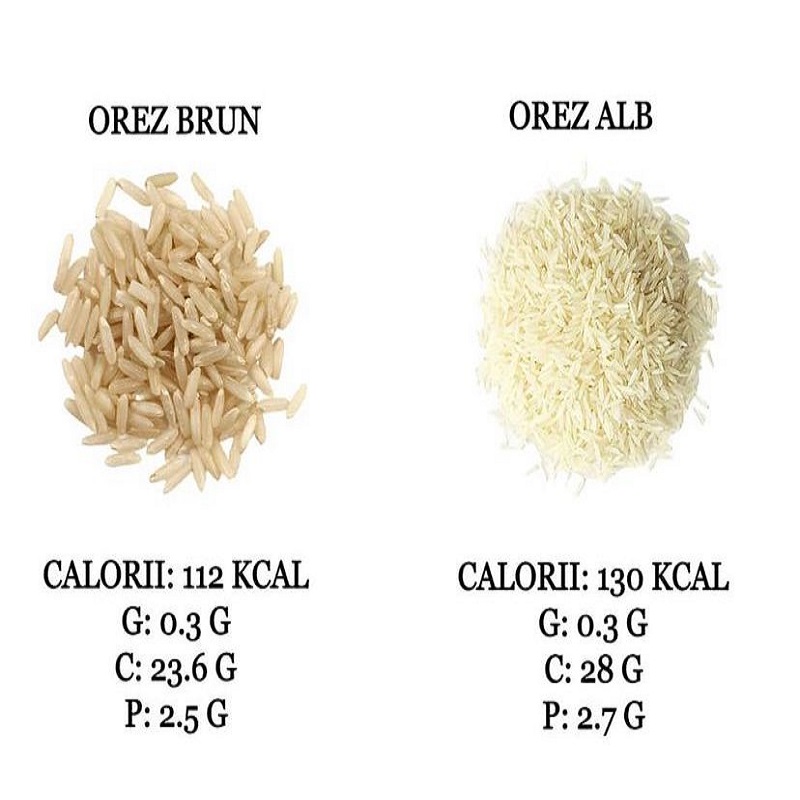 OREZ BRUN
CALORII: 112 KCAL
G: 0.3 G
C: 23.6 G
P: 2.5 G
OREZ ALB
CALORII: 130 KCAL
G: 0.3 G
C: 28 G
P: 2.7 G